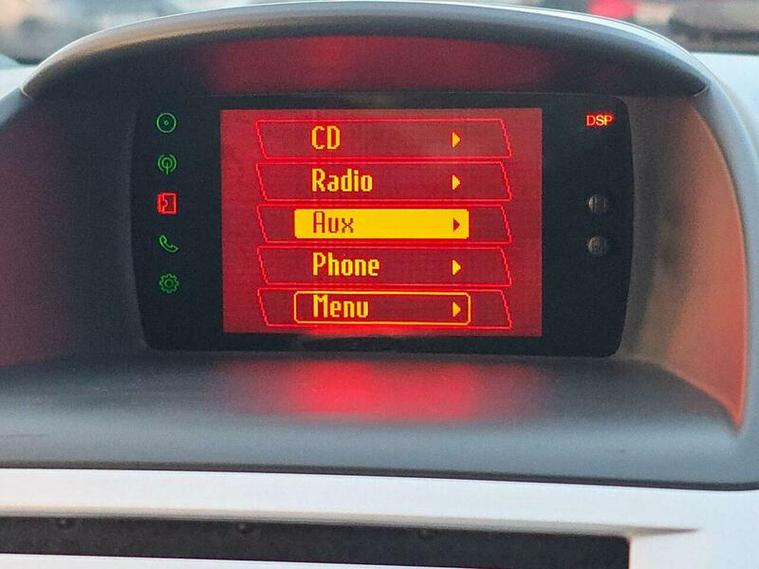 CD
DSP
Radio
Aux
Phone
Menu